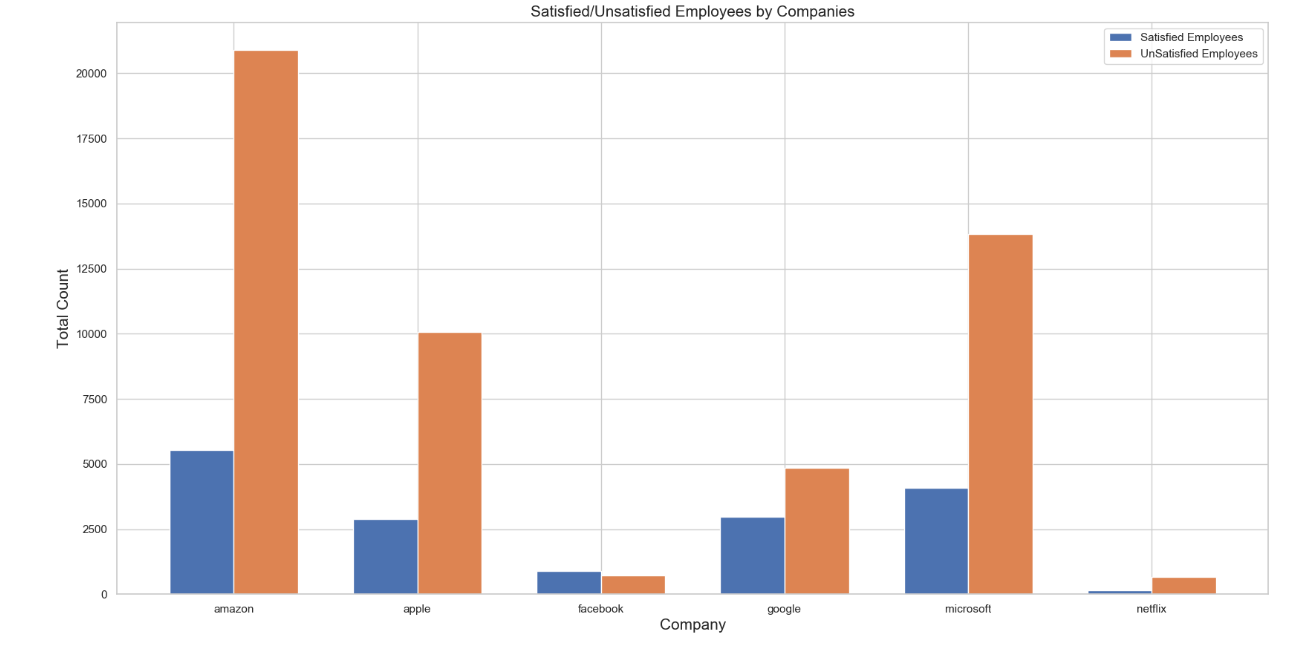 Satisfied/Unsatisfied Employees by Companies
Satisfied Employees
UnSatisfied Employees
Total Count
20000
17500
15000
12500
10000
7500
5000
2500
0
amazon apple facebook google microsoft netflix
Company